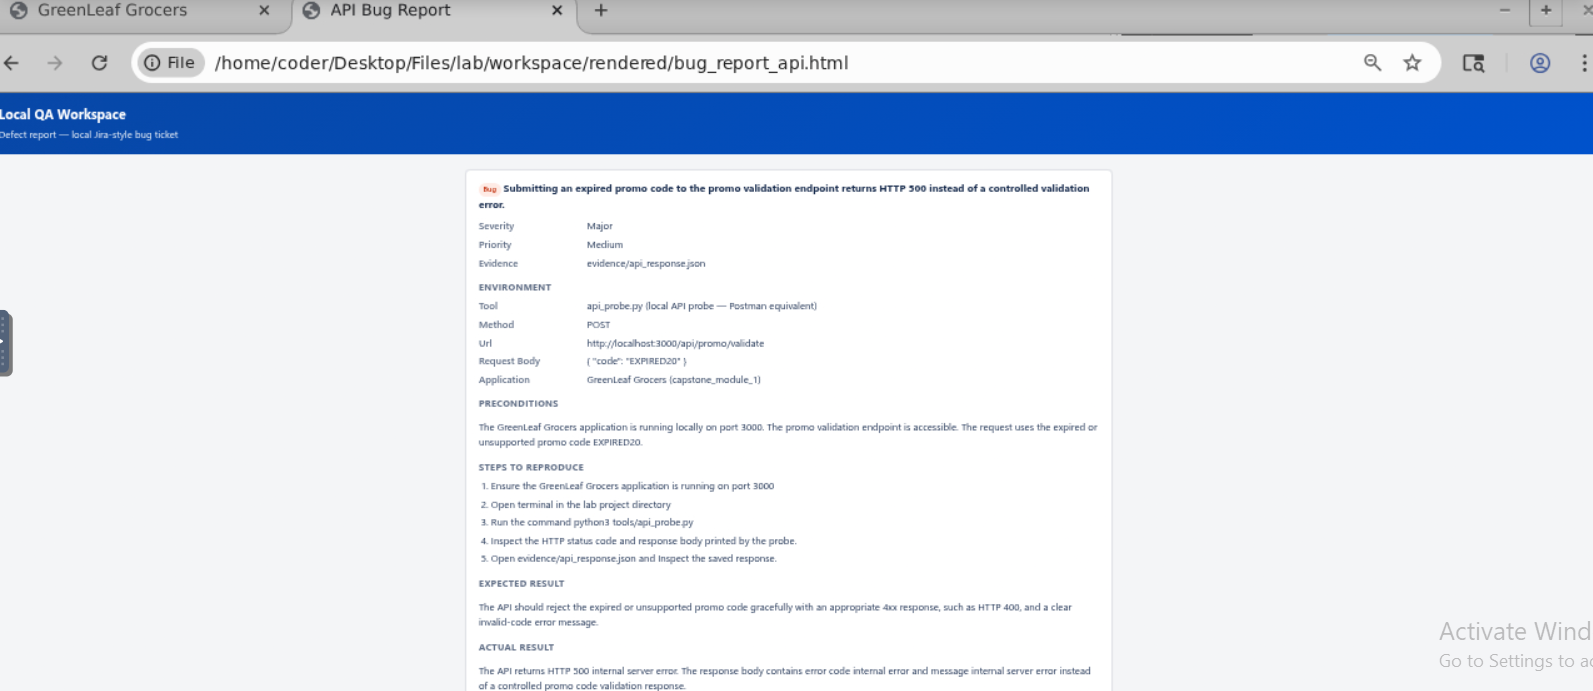 GreenLeaf Grocers
API Bug Report
File /home/coder/Desktop/Files/lab/workspace/rendered/bug_report_api.html
Local QA Workspace
Defect report — local Jira-style bug ticket
Bug Submitting an expired promo code to the promo validation endpoint returns HTTP 500 instead of a controlled validation
error.
Severity Major
Priority Medium
Evidence evidence/api_response.json
ENVIRONMENT
Tool api_probe.py (local API probe — Postman equivalent)
Method POST
Url http://localhost:3000/api/promo/validate
Request Body { "code": "EXPIRED20" }
Application GreenLeaf Grocers (capstone_module_1)
PRECONDITIONS
The GreenLeaf Grocers application is running locally on port 3000. The promo validation endpoint is accessible. The request uses the expired or
unsupported promo code EXPIRED20.
STEPS TO REPRODUCE
1. Ensure the GreenLeaf Grocers application is running on port 3000
2. Open terminal in the lab project directory
3. Run the command python3 tools/api_probe.py
4. Inspect the HTTP status code and response body printed by the probe.
5. Open evidence/api_response.json and Inspect the saved response.
EXPECTED RESULT
The API should reject the expired or unsupported promo code gracefully with an appropriate 4xx response, such as HTTP 400, and a clear
invalid-code error message.
ACTUAL RESULT
The API returns HTTP 500 internal server error. The response body contains error code internal error and message internal server error instead
of a controlled promo code validation response.
Activate Wind
Go to Settings to ac